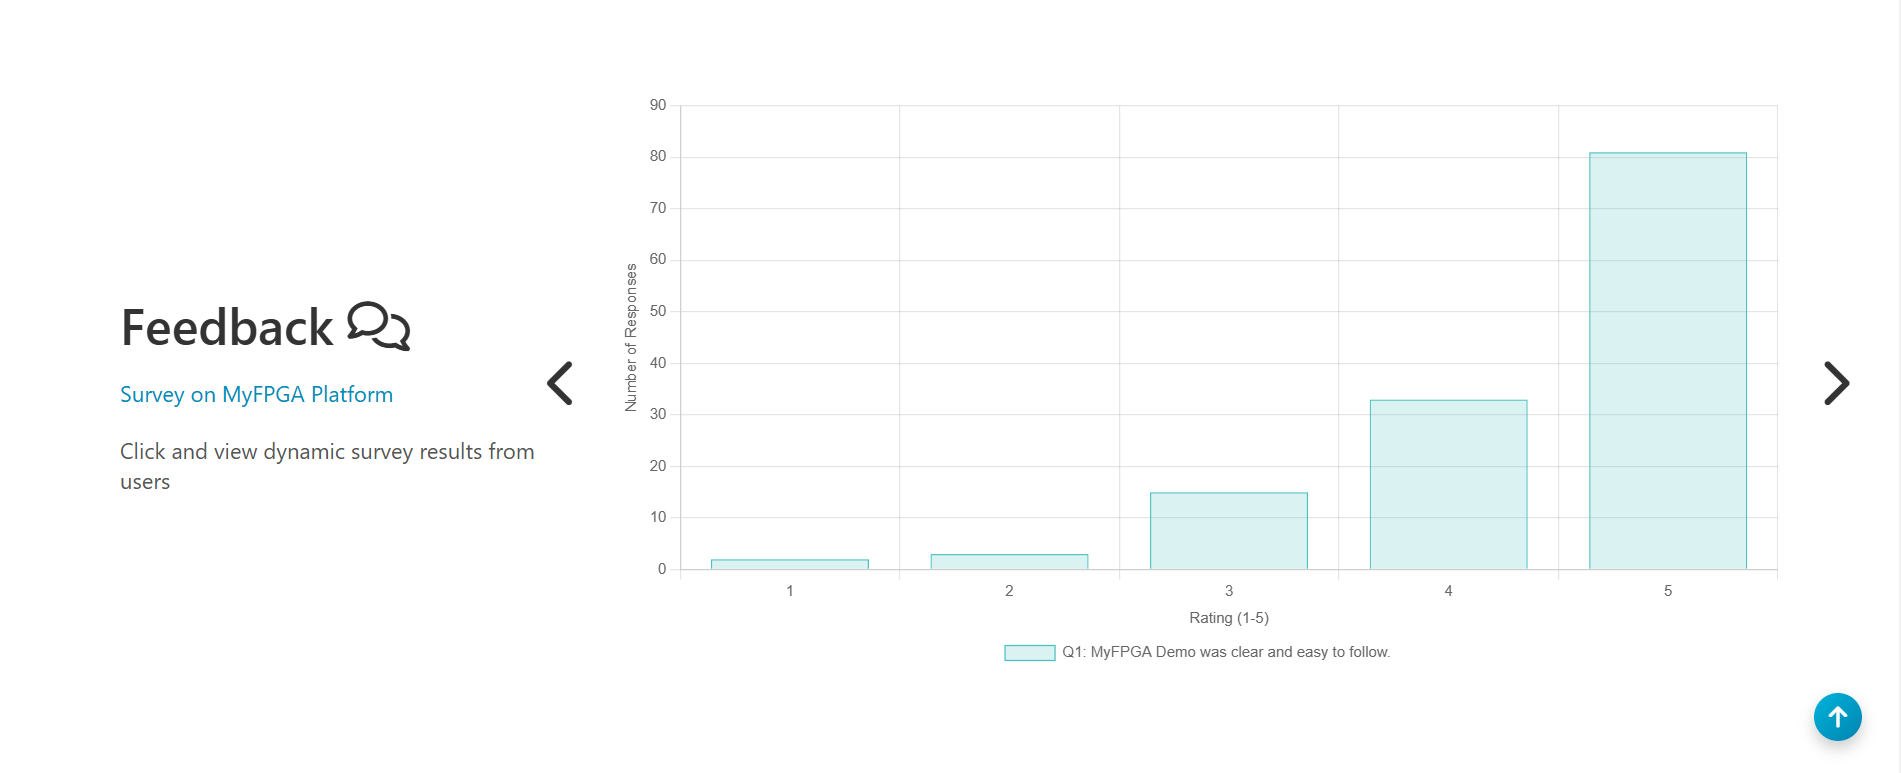 Feedback
Survey on MyFPGA Platform
Click and view dynamic survey results from
users
Number of Responses
90
80
70
60
50
40
30
20
10
0
1 2 3 4 5
Rating (1-5)
Q1: MyFPGA Demo was clear and easy to follow.